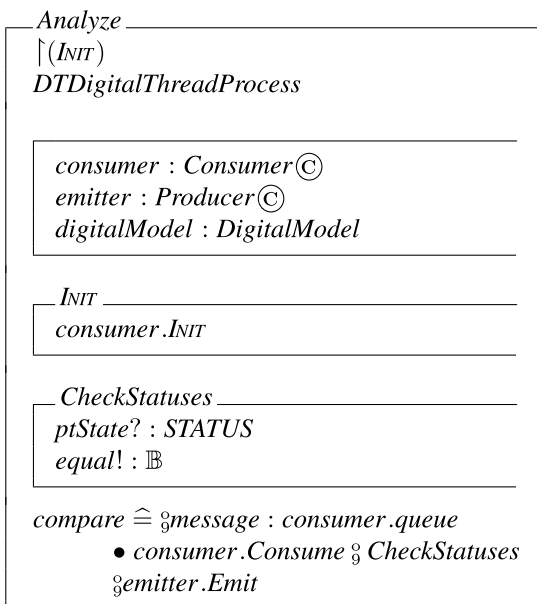 Analyze
↾(INIT)
DTDigitalThreadProcess
consumer : Consumer©
emitter : Producer©
digitalModel : DigitalModel
INIT
consumer.INIT
CheckStatuses
ptState? : STATUS
equal! : 𝔹
compare ≙ ⨟message : consumer.queue
• consumer.Consume ⨟ CheckStatuses
⨟emitter.Emit